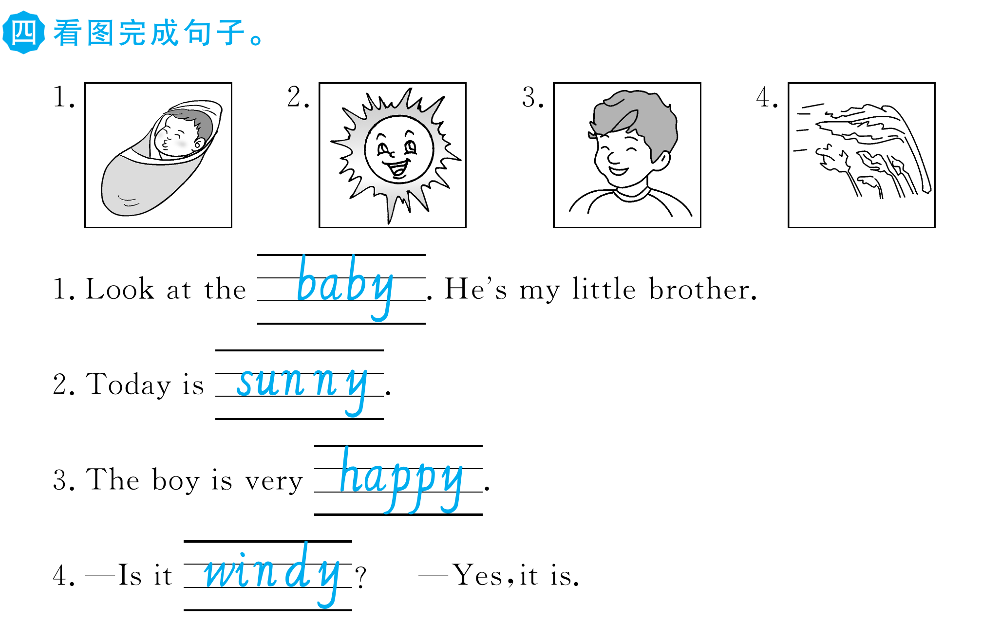 四 看图完成句子。
1. 2. 3. 4.
1. Look at the baby. He's my little brother.
2. Today is sunny.
3. The boy is very happy.
4. —Is it windy? —Yes, it is.